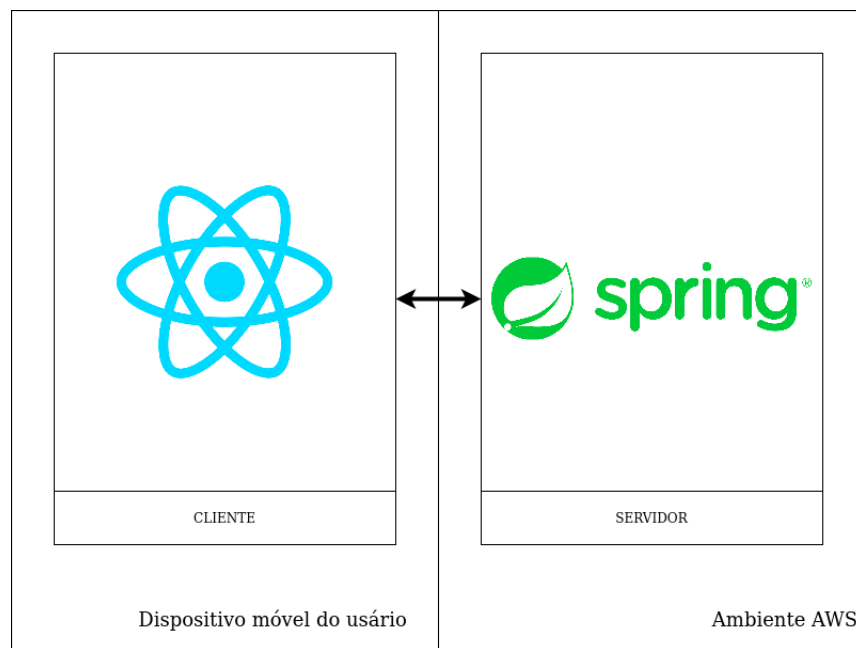 spring®
CLIENTE
SERVIDOR
Dispositivo móvel do usário
Ambiente AWS